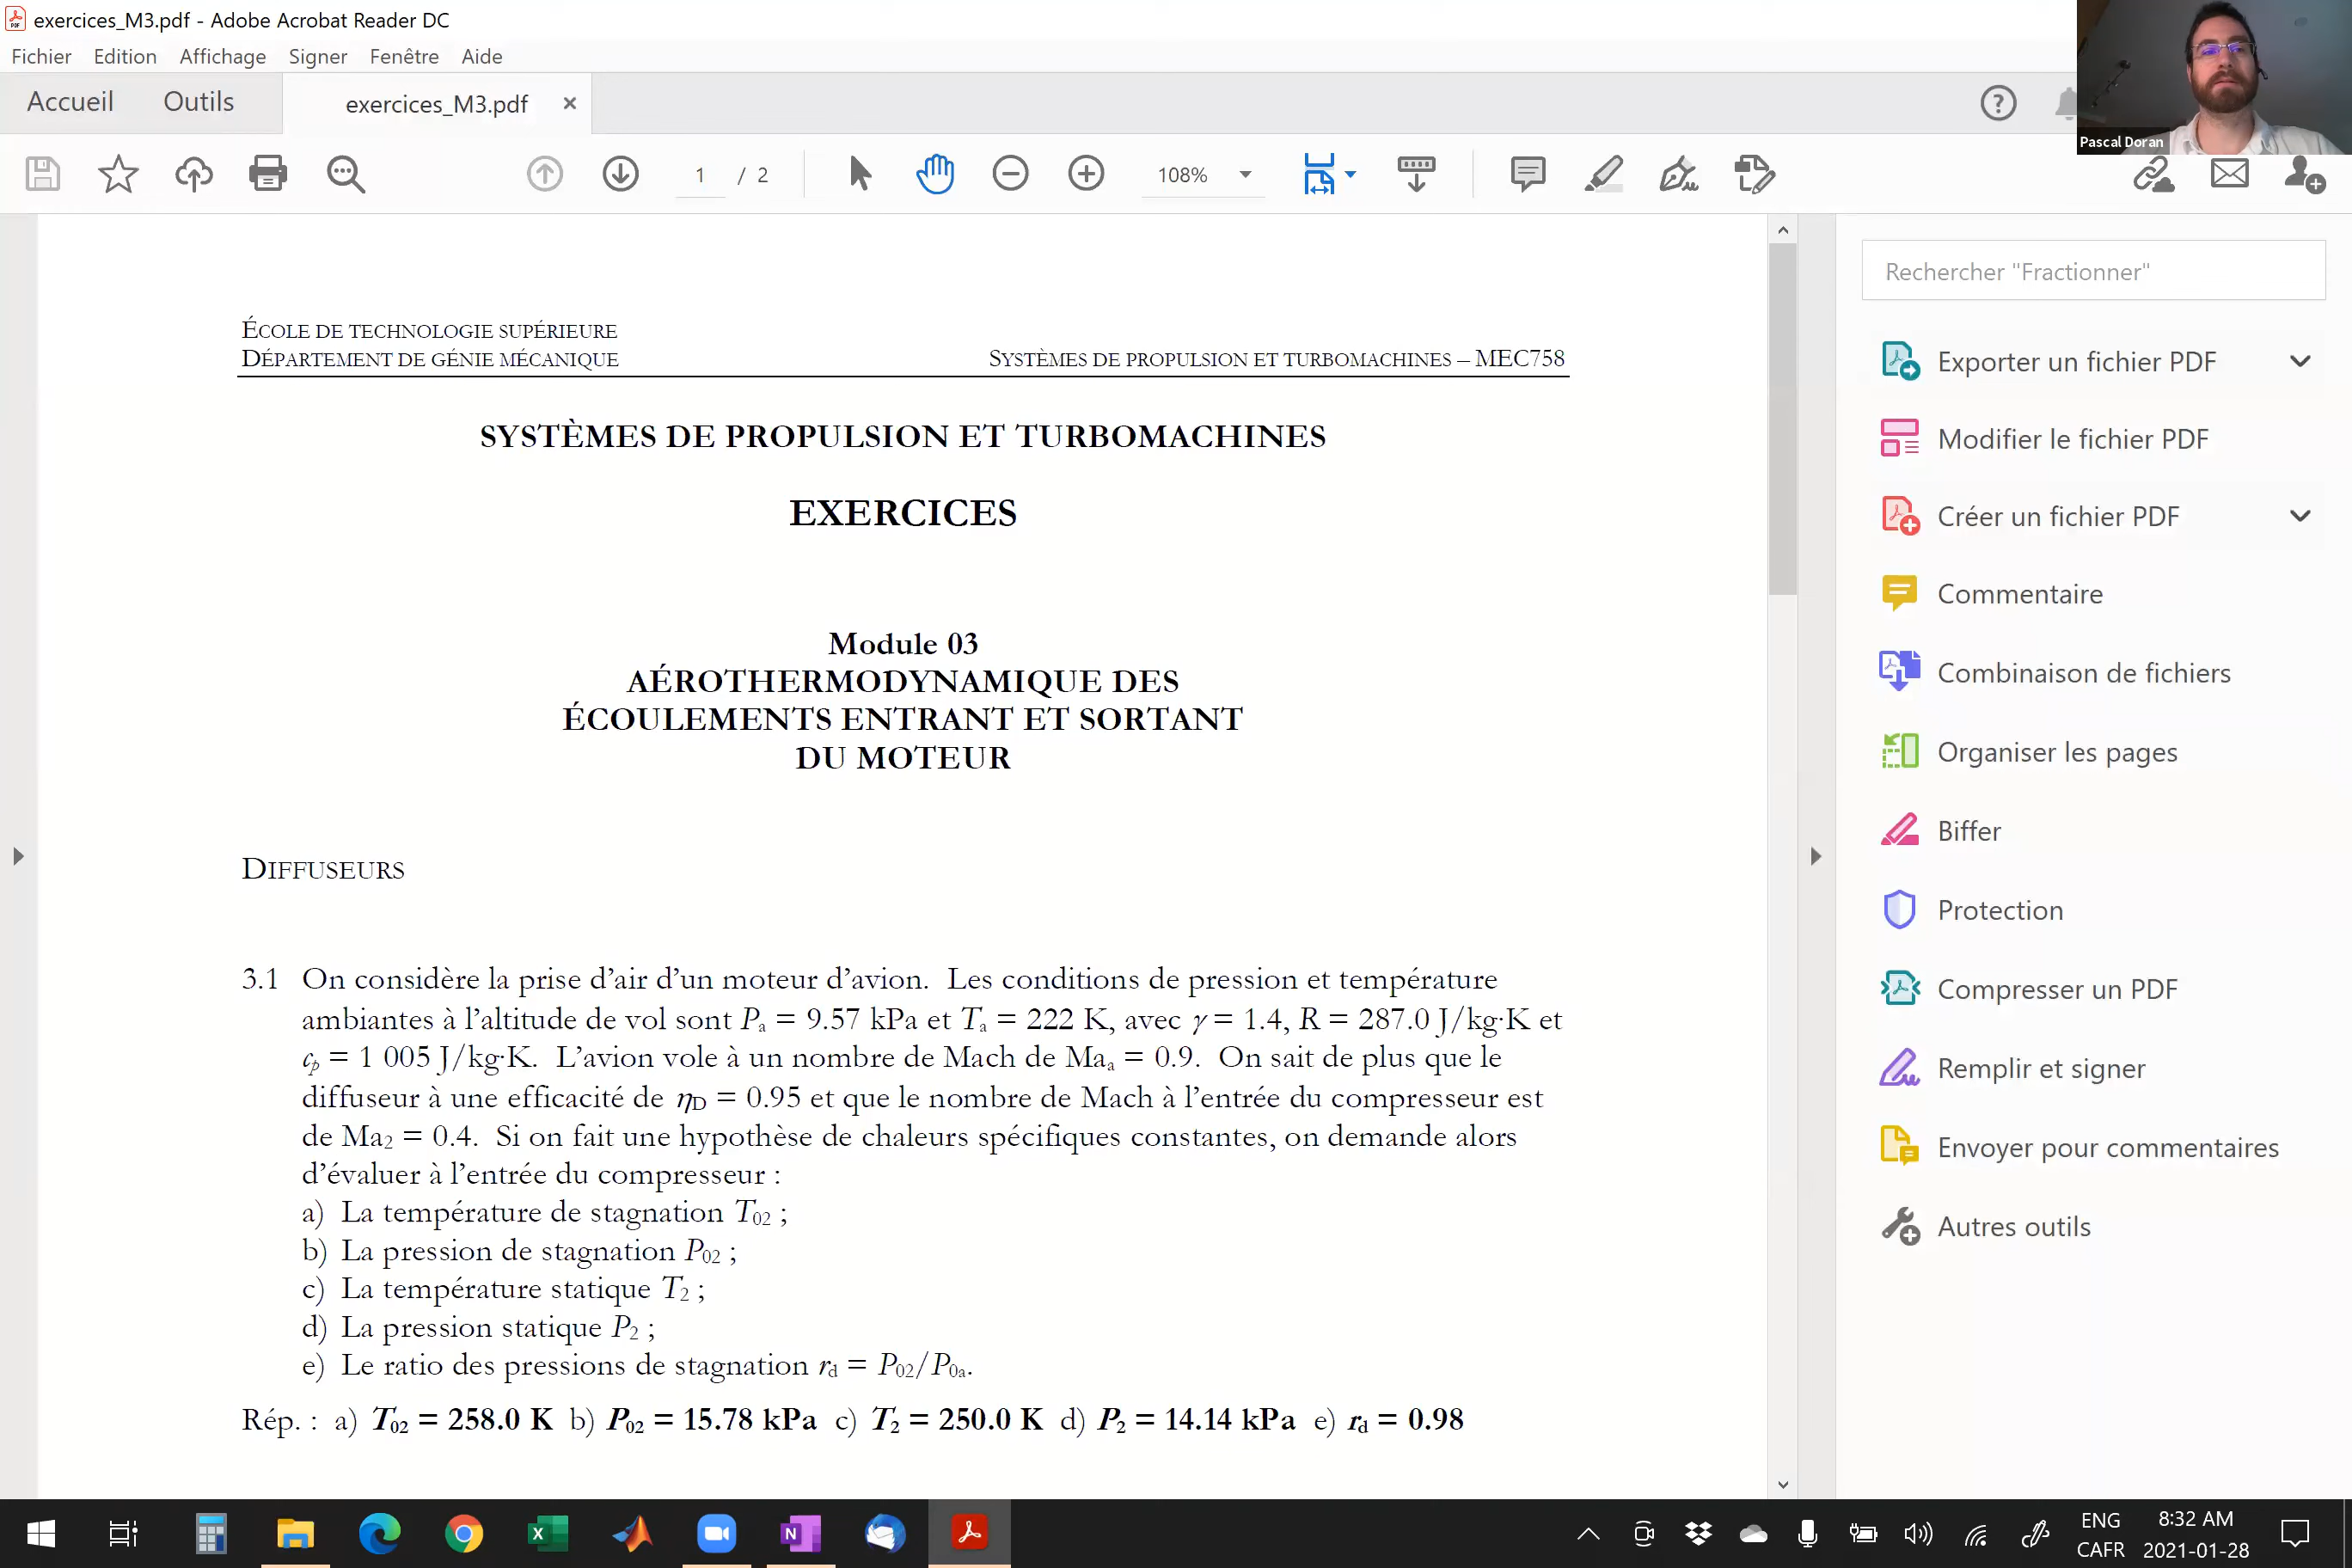 exercices_M3.pdf - Adobe Acrobat Reader DC
Fichier Edition Affichage Signer Fenêtre Aide
Accueil Outils exercices_M3.pdf ×
Pascal Doran
1 / 2 108%
Rechercher "Fractionner"
ÉCOLE DE TECHNOLOGIE SUPÉRIEURE
DÉPARTEMENT DE GÉNIE MÉCANIQUE SYSTÈMES DE PROPULSION ET TURBOMACHINES – MEC758
SYSTÈMES DE PROPULSION ET TURBOMACHINES
EXERCICES
Module 03
AÉROTHERMODYNAMIQUE DES
ÉCOULEMENTS ENTRANT ET SORTANT
DU MOTEUR
DIFFUSEURS
3.1 On considère la prise d'air d'un moteur d'avion. Les conditions de pression et température
ambiantes à l'altitude de vol sont Pa = 9.57 kPa et Ta = 222 K, avec γ = 1.4, R = 287.0 J/kg·K et
cp = 1 005 J/kg·K. L'avion vole à un nombre de Mach de Maa = 0.9. On sait de plus que le
diffuseur à une efficacité de ηD = 0.95 et que le nombre de Mach à l'entrée du compresseur est
de Ma2 = 0.4. Si on fait une hypothèse de chaleurs spécifiques constantes, on demande alors
d'évaluer à l'entrée du compresseur :
a) La température de stagnation T02 ;
b) La pression de stagnation P02 ;
c) La température statique T2 ;
d) La pression statique P2 ;
e) Le ratio des pressions de stagnation rd = P02/P0a.
Rép. : a) T02 = 258.0 K b) P02 = 15.78 kPa c) T2 = 250.0 K d) P2 = 14.14 kPa e) rd = 0.98
Exporter un fichier PDF
Modifier le fichier PDF
Créer un fichier PDF
Commentaire
Combinaison de fichiers
Organiser les pages
Biffer
Protection
Compresser un PDF
Remplir et signer
Envoyer pour commentaires
Autres outils
ENG 8:32 AM
CAFR 2021-01-28